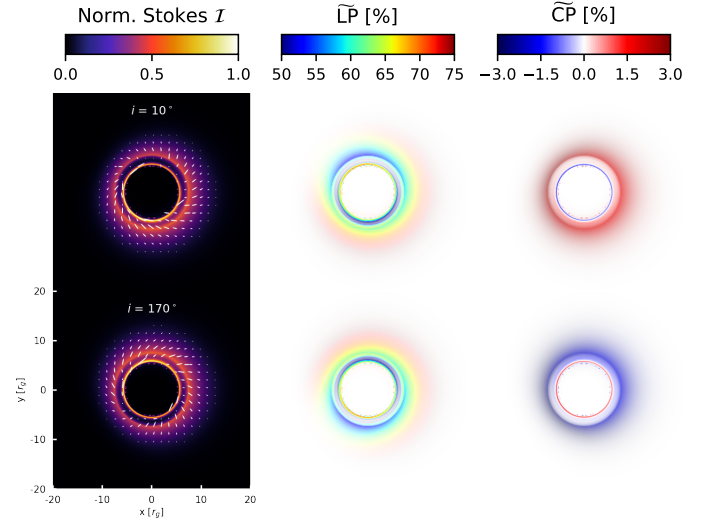 Norm. Stokes ℐ
L͠P [%]
C͠P [%]
0.0 0.5 1.0
50 55 60 65 70 75
−3.0 −1.5 0.0 1.5 3.0
i = 10°
20
i = 170°
10
0
-10
-20
y [r_g]
-20 -10 0 10 20
x [r_g]